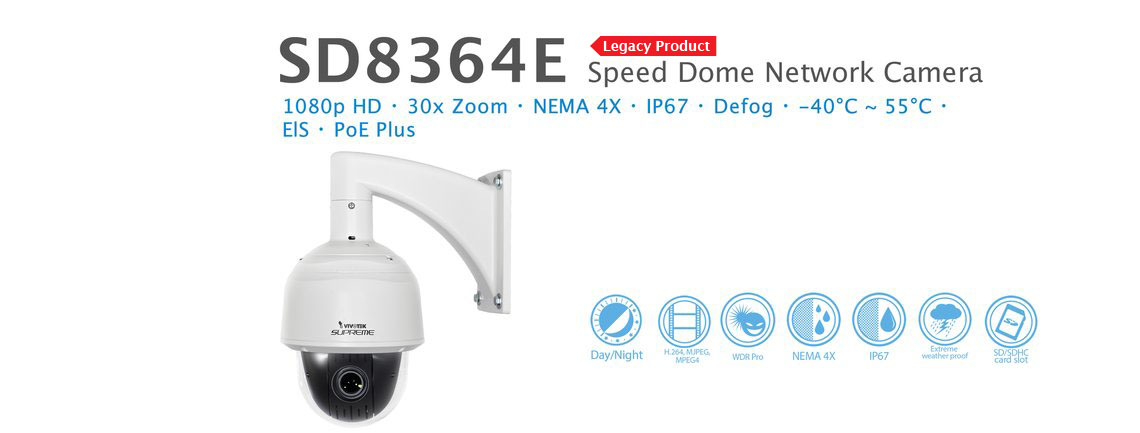 SD8364E
Legacy Product
Speed Dome Network Camera
1080p HD · 30x Zoom · NEMA 4X · IP67 · Defog · -40°C ~ 55°C ·
EIS · PoE Plus
VIVOTEK
SUPREME
Day/Night
H.264, MJPEG,
MPEG4
WDR Pro
NEMA 4X
IP67
Extreme
weather proof
SD
SD/SDHC
card slot